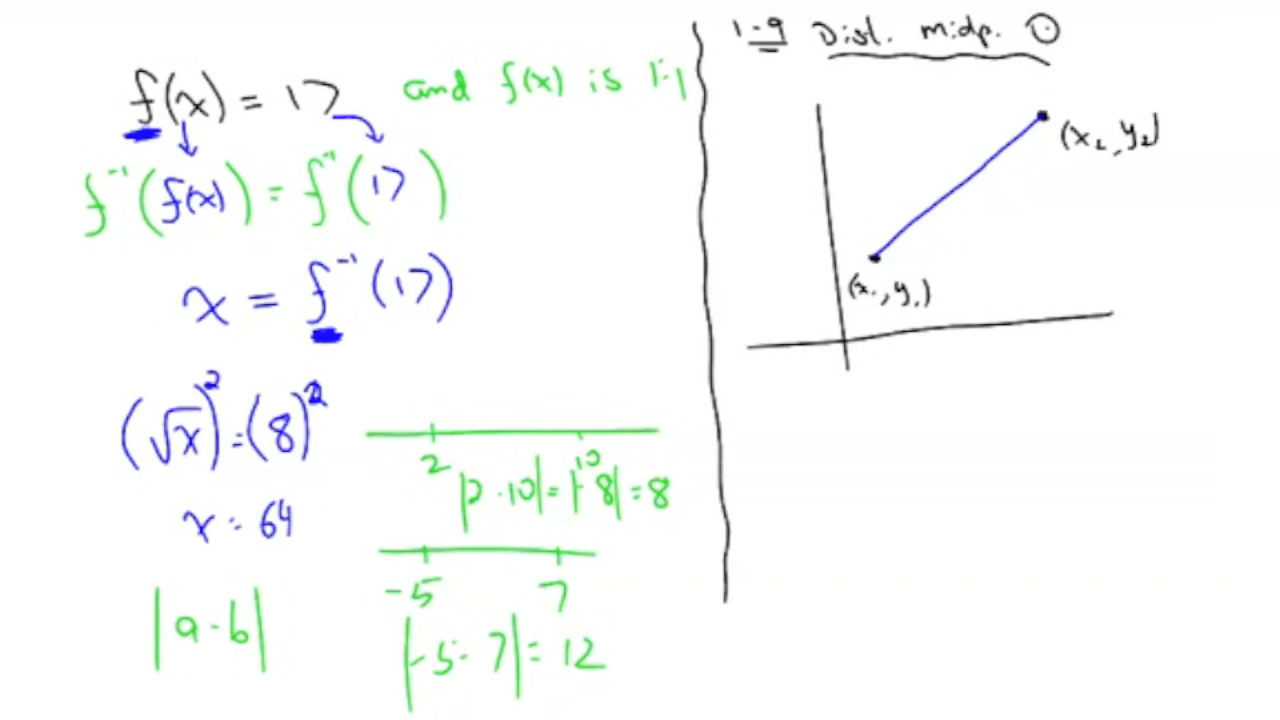 f(x) = 17 and f(x) is 1-1
f⁻¹(f(x)) = f⁻¹(17)
x = f⁻¹(17)
(√x)² = (8)²
x = 64
|a-b|
2 10
|2-10| = |-8| = 8
-5 7
|-5-7| = 12
1-9 Dist. midp. ⊙
(x₂, y₂)
(x₁, y₁)